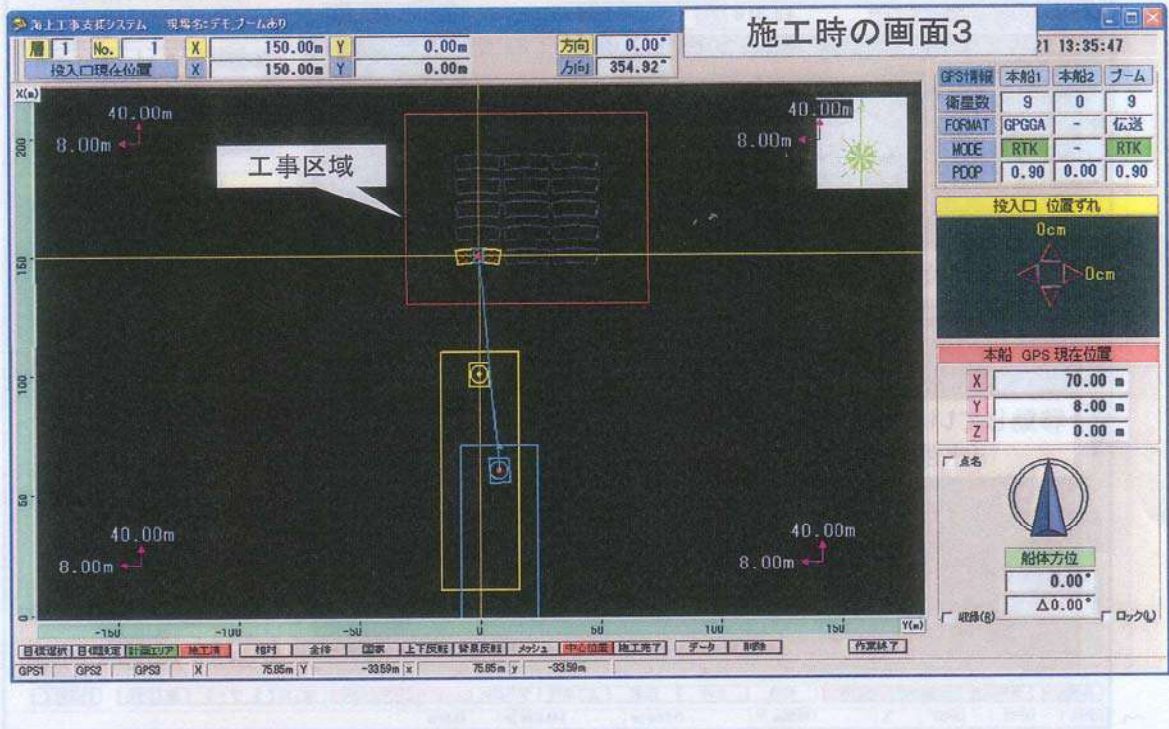 海上工事支援システム 現場名:デモ_ブームあり
施工時の画面3
21 13:35:47
層 1 No. 1 X 150.00m Y 0.00m 方向 0.00°
投入口現在位置 X 150.00m Y 0.00m 方向 354.92°
X(m)
200
150
100
50
0
40.00m
8.00m
40.00m
8.00m
工事区域
40.00m
8.00m
40.00m
8.00m
-150 -100 -50 0 50 100 150 Y(m)
GPS情報 本船1 本船2 ブーム
衛星数 9 0 9
FORMAT GPGGA - 伝送
MODE RTK - RTK
PDOP 0.90 0.00 0.90
投入口 位置ずれ
0cm
0cm
本船 GPS 現在位置
X 70.00 m
Y 8.00 m
Z 0.00 m
点名
船体方位
0.00°
△0.00°
収録(R) ロック(L)
目標選択 目標設定 計画エリア 施工済 相対 全体 国家 上下反転 背景反転 メッシュ 中心位置 施工完了 データ 削除 作業終了
GPS1 GPS2 GPS3 X 75.85m Y -33.59m x 75.85m y -33.59m